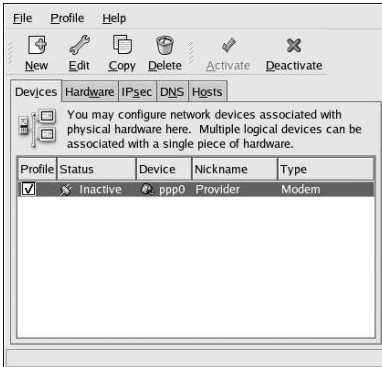 File Profile Help
New Edit Copy Delete Activate Deactivate
Devices Hardware IPsec DNS Hosts
You may configure network devices associated with
physical hardware here. Multiple logical devices can be
associated with a single piece of hardware.
Profile Status Device Nickname Type
Inactive ppp0 Provider Modem